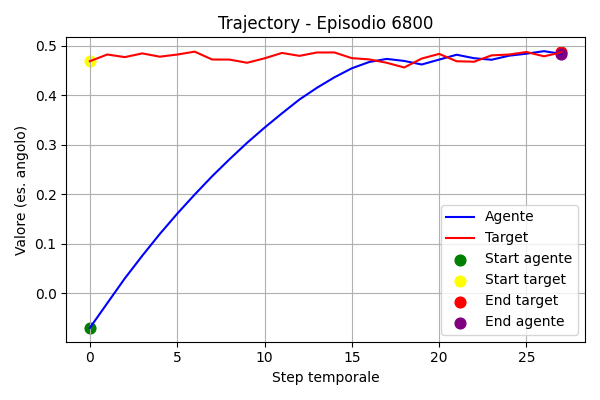 Trajectory - Episodio 6800
Valore (es. angolo)
0.5
0.4
0.3
0.2
0.1
0.0
0
5
10
15
20
25
Step temporale
Agente
Target
Start agente
Start target
End target
End agente